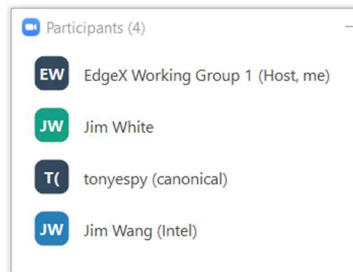 Participants (4)
EW EdgeX Working Group 1 (Host, me)
JW Jim White
T( tonyespy (canonical)
JW Jim Wang (Intel)